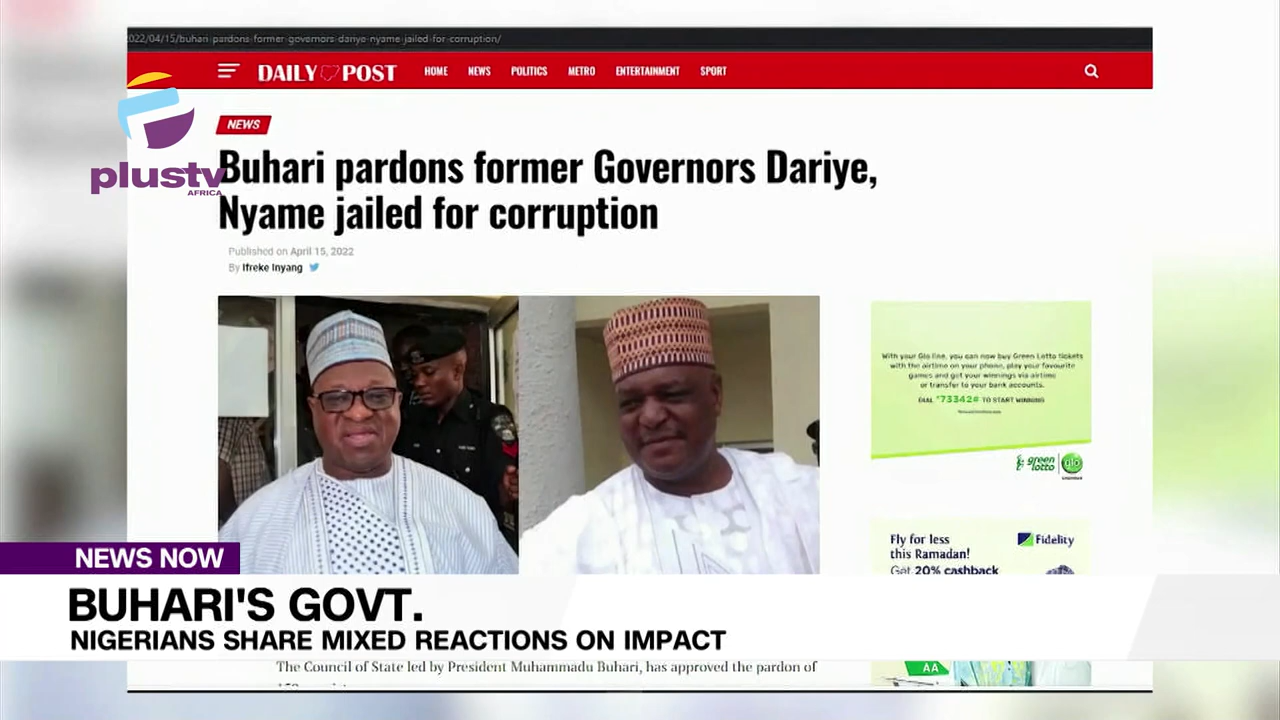 2022/04/15/buhari-pardons-former-governors-dariye-nyame-jailed-for-corruption/
DAILY POST
HOME NEWS POLITICS METRO ENTERTAINMENT SPORT
plustv
AFRICA
NEWS
Buhari pardons former Governors Dariye,
Nyame jailed for corruption
Published on April 15, 2022
By Ifreke Inyang
With your Glo line, you can now buy Green Lotto tickets
with the airtime on your phone, play your favourite
games and get your winnings via airtime
or transfer to your bank accounts.
DIAL *73342# TO START WINNING
green lotto
glo
Fly for less
this Ramadan!
Get 20% cashback
Fidelity
NEWS NOW
BUHARI'S GOVT.
NIGERIANS SHARE MIXED REACTIONS ON IMPACT
The Council of State led by President Muhammadu Buhari, has approved the pardon of
AA